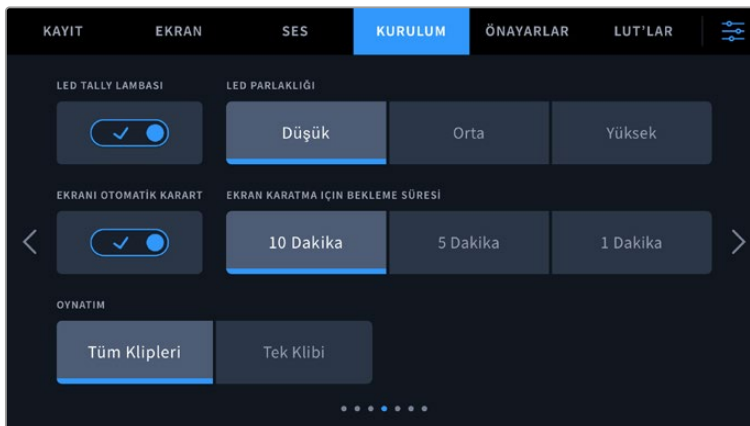 KAYIT EKRAN SES KURULUM ÖNAYARLAR LUT'LAR
LED TALLY LAMBASI LED PARLAKLIĞI
Düşük Orta Yüksek
EKRANI OTOMATİK KARART EKRAN KARATMA IÇIN BEKLEME SÜRESİ
10 Dakika 5 Dakika 1 Dakika
OYNATIM
Tüm Klipleri Tek Klibi